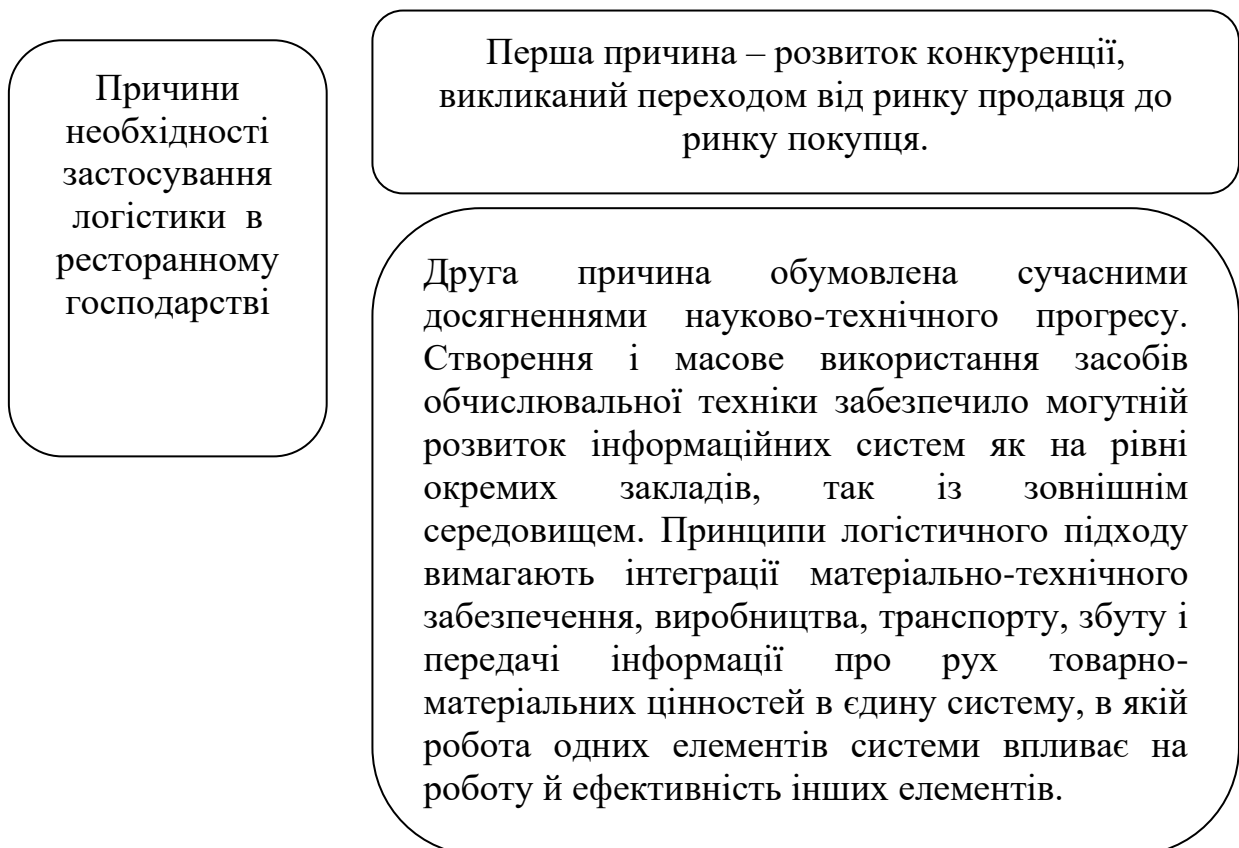 Причини
необхідності
застосування
логістики в
ресторанному
господарстві
Перша причина – розвиток конкуренції,
викликаний переходом від ринку продавця до
ринку покупця.
Друга причина обумовлена сучасними
досягненнями науково-технічного прогресу.
Створення і масове використання засобів
обчислювальної техніки забезпечило могутній
розвиток інформаційних систем як на рівні
окремих закладів, так із зовнішнім
середовищем. Принципи логістичного підходу
вимагають інтеграції матеріально-технічного
забезпечення, виробництва, транспорту, збуту і
передачі інформації про рух товарно-
матеріальних цінностей в єдину систему, в якій
робота одних елементів системи впливає на
роботу й ефективність інших елементів.